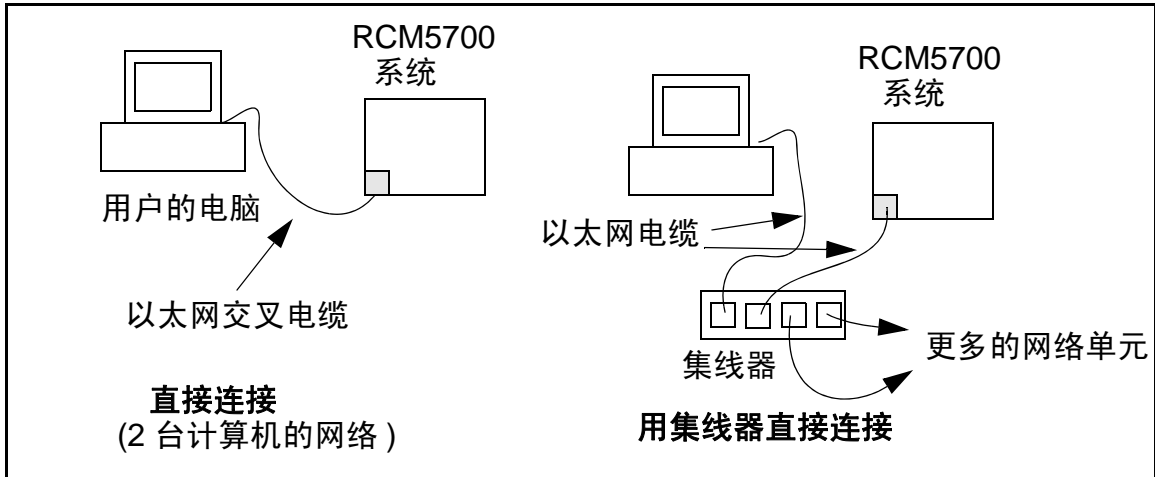 RCM5700
系统
用户的电脑
以太网交叉电缆
直接连接
(2 台计算机的网络 )
RCM5700
系统
以太网电缆
集线器
更多的网络单元
用集线器直接连接